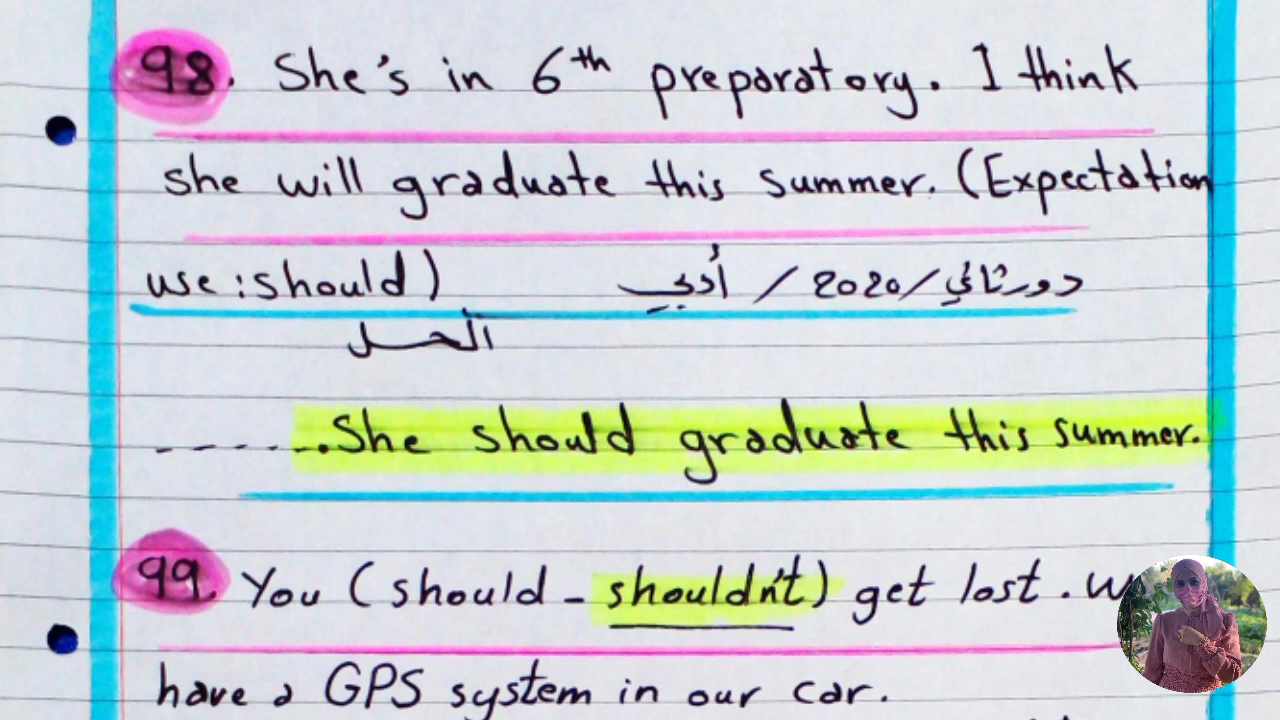 98. She's in 6th preparatory. I think
she will graduate this summer. (Expectation
use : should) دور ثاني / 2020 / أدبي
الحل
------.She should graduate this summer.
99. You (should - shouldn't) get lost.
have a GPS system in our car.